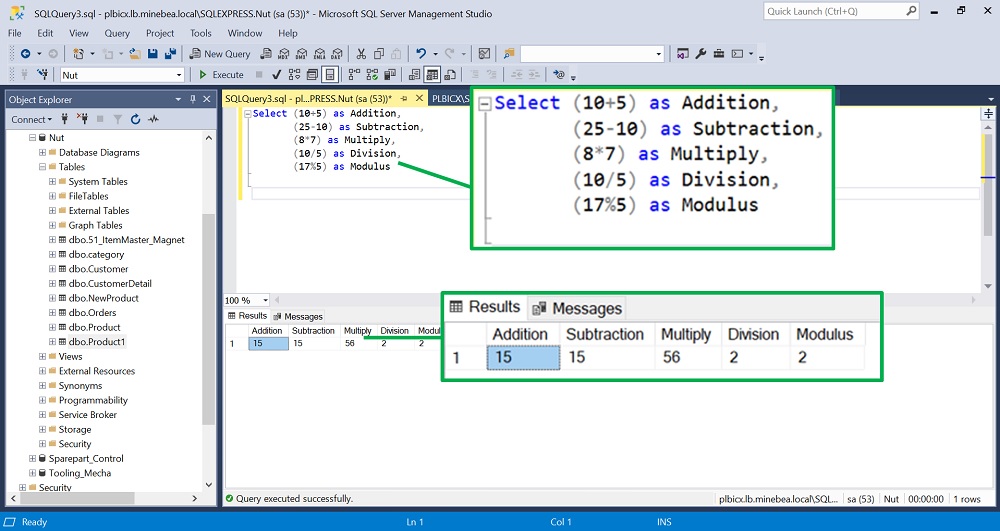 SQLQuery3.sql - plbicx.lb.minebea.local\SQLEXPRESS.Nut (sa (53))* - Microsoft SQL Server Management Studio
Quick Launch (Ctrl+Q)
File Edit View Query Project Tools Window Help
New Query
MDX DMX XMLA DAX
Nut
Execute
Object Explorer
Connect
Nut
Database Diagrams
Tables
System Tables
FileTables
External Tables
Graph Tables
dbo.51_ItemMaster_Magnet
dbo.category
dbo.Customer
dbo.CustomerDetail
dbo.NewProduct
dbo.Orders
dbo.Product
dbo.Product1
Views
External Resources
Synonyms
Programmability
Service Broker
Storage
Security
Sparepart_Control
Tooling_Mecha
Security
SQLQuery3.sql - pl...PRESS.Nut (sa (53))* PLBICX\S
Select (10+5) as Addition,
(25-10) as Subtraction,
(8*7) as Multiply,
(10/5) as Division,
(17%5) as Modulus
Select (10+5) as Addition,
(25-10) as Subtraction,
(8*7) as Multiply,
(10/5) as Division,
(17%5) as Modulus
100 %
Results Messages
Addition Subtraction Multiply Division Modu
1 15 15 56 2 2
Results Messages
Addition Subtraction Multiply Division Modulus
1 15 15 56 2 2
Query executed successfully. plbicx.lb.minebea.local\SQL... sa (53) Nut 00:00:00 1 rows
Ready Ln 1 Col 1 INS